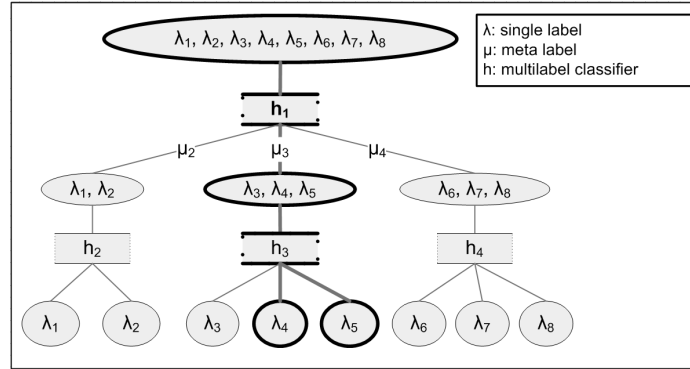 λ₁, λ₂, λ₃, λ₄, λ₅, λ₆, λ₇, λ₈
λ: single label
μ: meta label
h: multilabel classifier
h₁
μ₂ μ₃ μ₄
λ₁, λ₂ λ₃, λ₄, λ₅ λ₆, λ₇, λ₈
h₂ h₃ h₄
λ₁ λ₂ λ₃ λ₄ λ₅ λ₆ λ₇ λ₈